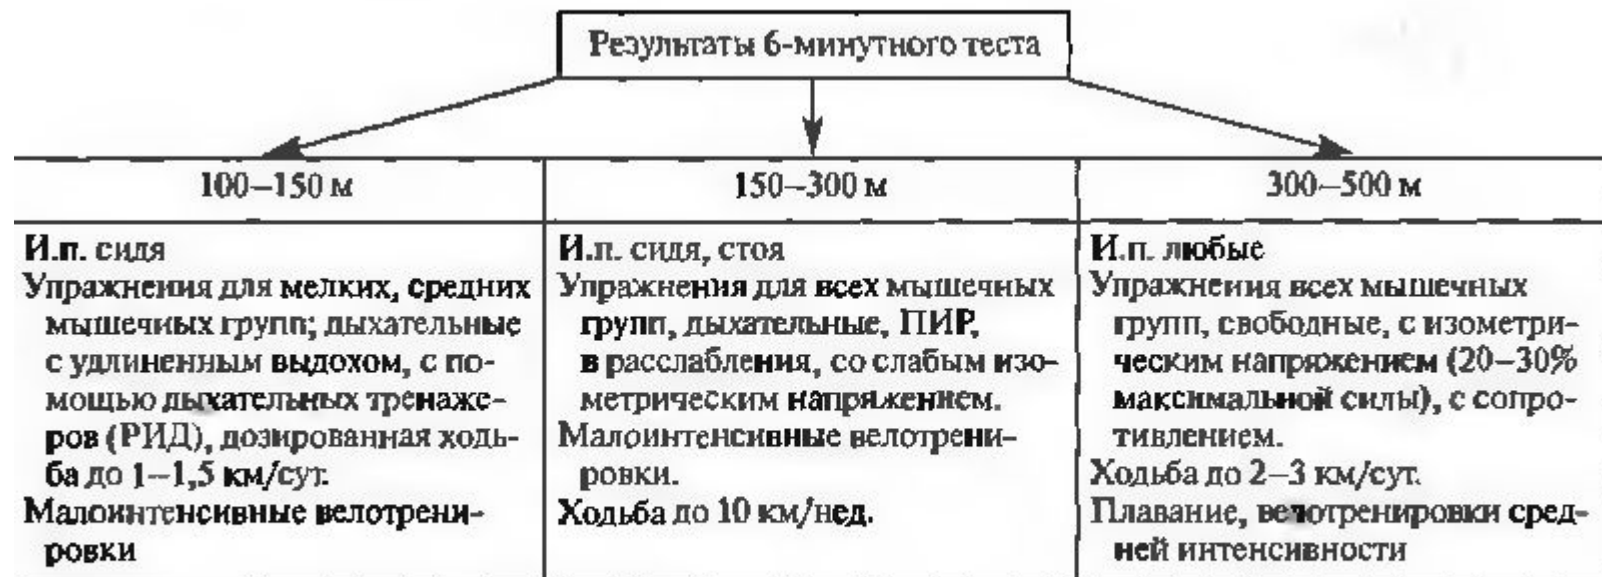 Результаты 6-минутного теста
100–150 м
150–300 м
300–500 м
И.п. сидя
Упражнения для мелких, средних
мышечных групп; дыхательные
с удлиненным выдохом, с по-
мощью дыхательных тренаже-
ров (РИД), дозированная ходь-
ба до 1–1,5 км/сут.
Малоинтенсивные велотрени-
ровки
И.п. сидя, стоя
Упражнения для всех мышечных
групп, дыхательные, ПИР,
в расслабления, со слабым изо-
метрическим напряжением.
Малоинтенсивные велотрени-
ровки.
Ходьба до 10 км/нед.
И.п. любые
Упражнения всех мышечных
групп, свободные, с изометри-
ческим напряжением (20–30%
максимальной силы), с сопро-
тивлением.
Ходьба до 2–3 км/сут.
Плавание, велотренировки сред-
ней интенсивности